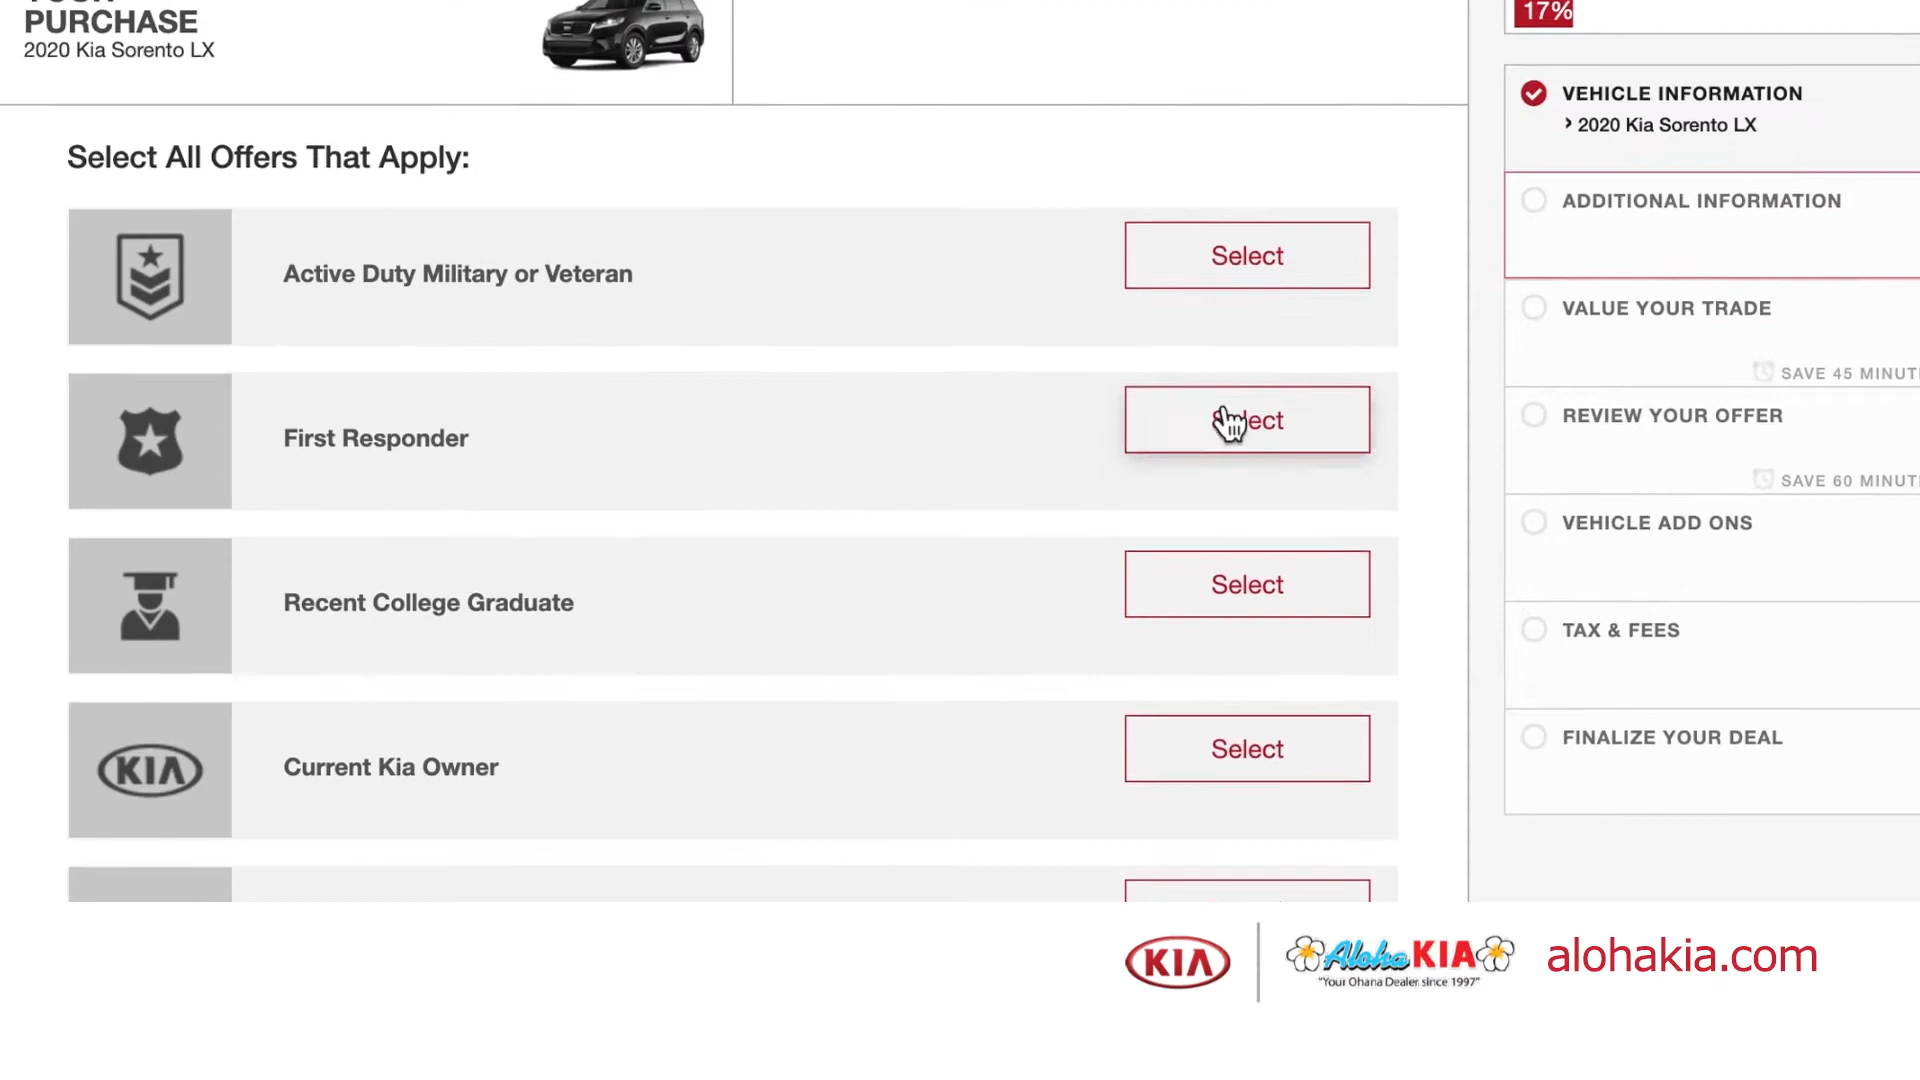 PURCHASE
2020 Kia Sorento LX
17%
VEHICLE INFORMATION
› 2020 Kia Sorento LX
Select All Offers That Apply:
ADDITIONAL INFORMATION
Active Duty Military or Veteran
Select
VALUE YOUR TRADE
SAVE 45
First Responder
REVIEW YOUR OFFER
SAVE 60
VEHICLE ADD ONS
Recent College Graduate
Select
TAX & FEES
KIA
Current Kia Owner
Select
FINALIZE YOUR DEAL
KIA
Aloha KIA
"Your Ohana Dealer since 1997"
alohakia.com